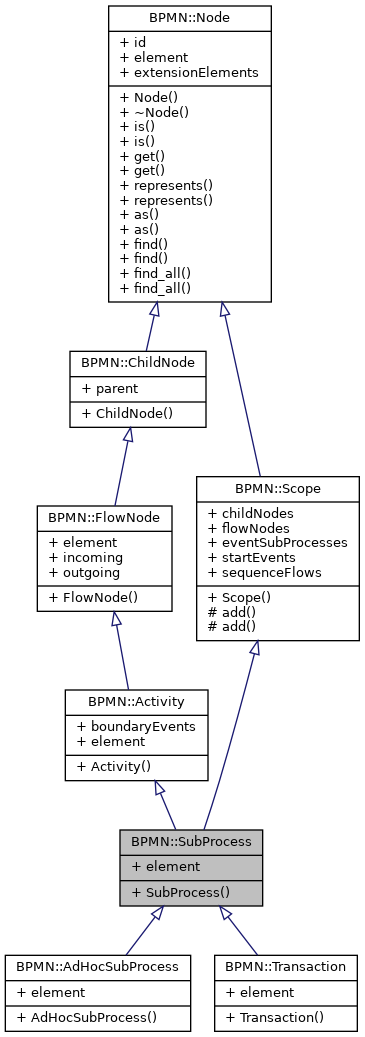 BPMN::Node
+ id
+ element
+ extensionElements
+ Node()
+ ~Node()
+ is()
+ is()
+ get()
+ get()
+ represents()
+ represents()
+ as()
+ as()
+ find()
+ find()
+ find_all()
+ find_all()
BPMN::ChildNode
+ parent
+ ChildNode()
BPMN::Scope
+ childNodes
+ flowNodes
+ eventSubProcesses
+ startEvents
+ sequenceFlows
+ Scope()
# add()
# add()
BPMN::FlowNode
+ element
+ incoming
+ outgoing
+ FlowNode()
BPMN::Activity
+ boundaryEvents
+ element
+ Activity()
BPMN::SubProcess
+ element
+ SubProcess()
BPMN::AdHocSubProcess
+ element
+ AdHocSubProcess()
BPMN::Transaction
+ element
+ Transaction()